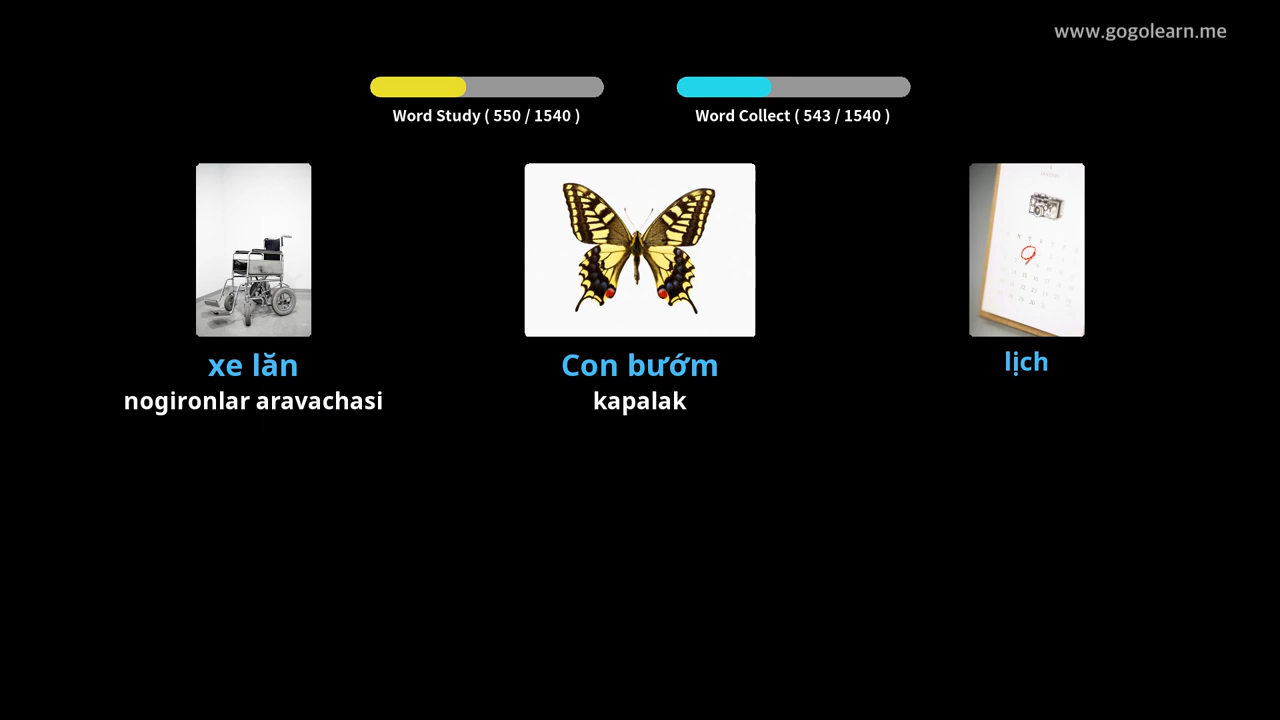 www.gogolearn.me
Word Study ( 550 / 1540 )
Word Collect ( 543 / 1540 )
xe lăn
nogironlar aravachasi
Con bướm
kapalak
lịch